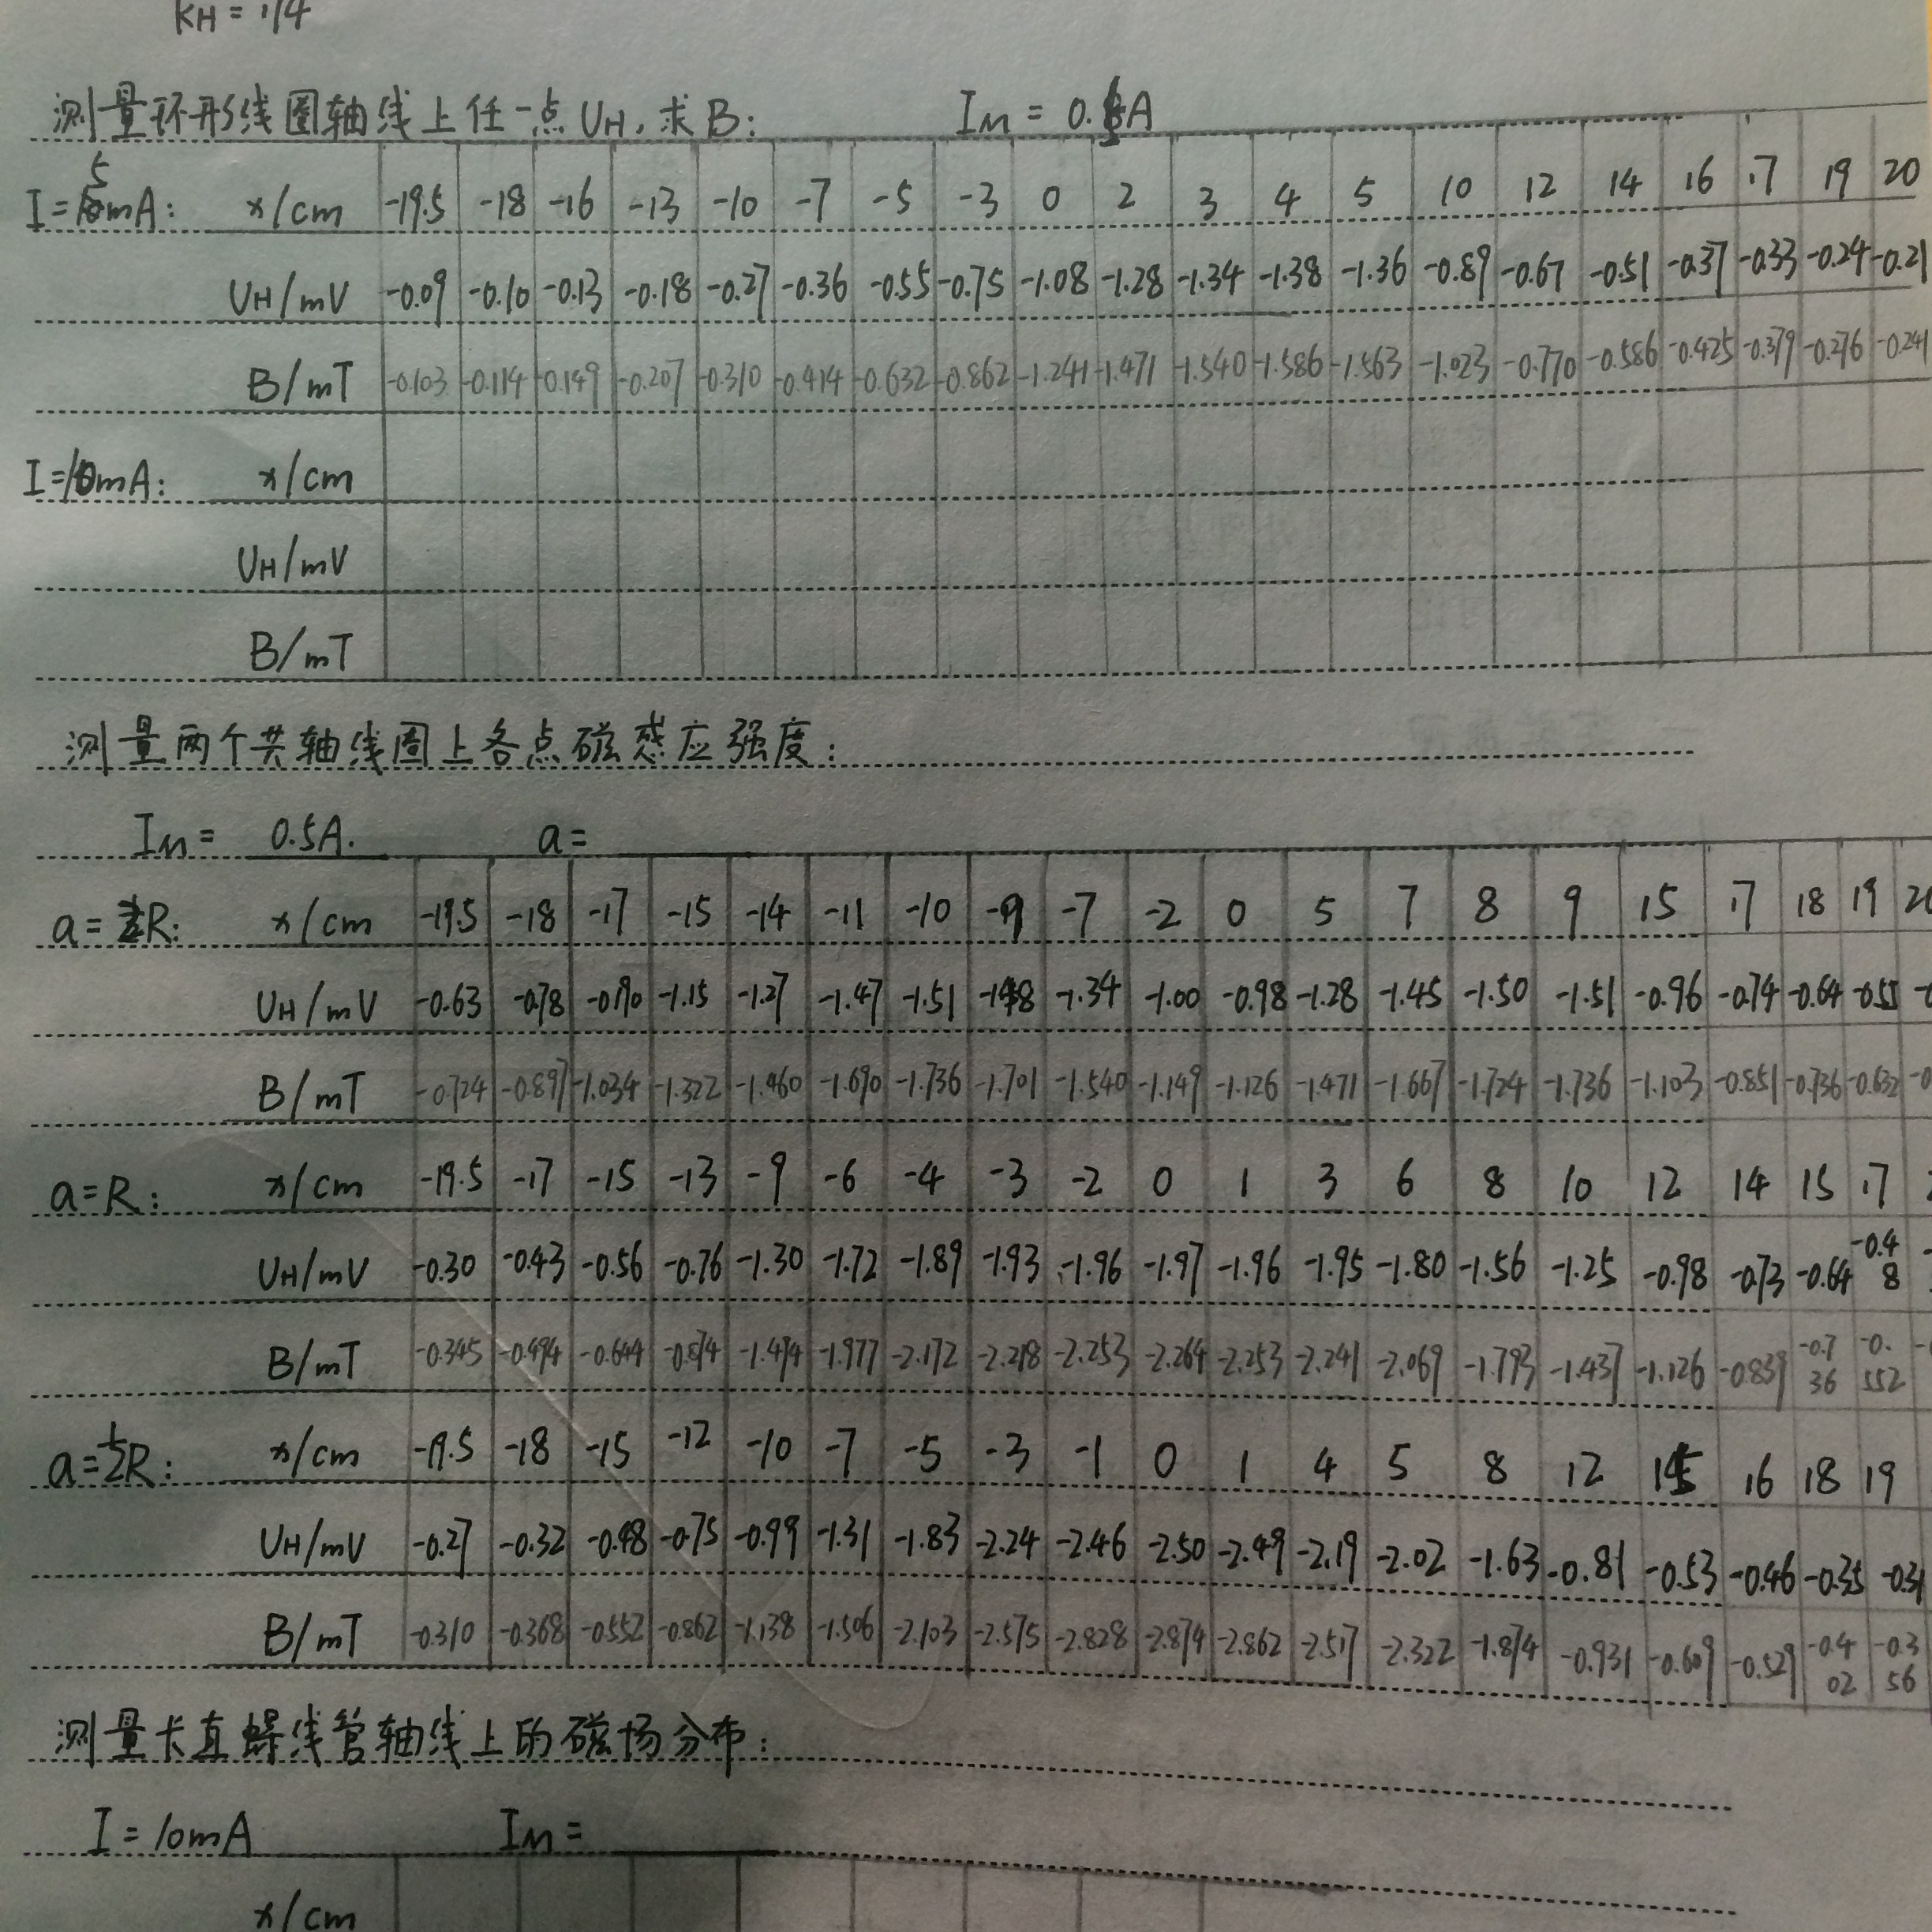 KH = 174
测量环形线圈轴线上任一点UH,求B: IM = 0.5A
I=5mA: x/cm -19.5 -18 -16 -13 -10 -7 -5 -3 0 2 3 4 5 10 12 14 16 17 19 20
UH/mV -0.09 -0.10 -0.13 -0.18 -0.27 -0.36 -0.55 -0.75 -1.08 -1.28 -1.34 -1.38 -1.36 -0.89 -0.67 -0.51 -0.37 -0.33 -0.24 -0.21
B/mT -0.103 -0.114 -0.149 -0.207 -0.310 -0.414 -0.632 -0.862 -1.241 -1.471 -1.540 -1.586 -1.563 -1.023 -0.770 -0.586 -0.425 -0.379 -0.276 -0.241
I=10mA: x/cm
UH/mV
B/mT
测量两个共轴线圈上各点磁感应强度:
IM = 0.5A. a=
a=2R: x/cm -19.5 -18 -17 -15 -14 -11 -10 -9 -7 -2 0 5 7 8 9 15 17 18 19 20
UH/mV -0.63 -0.78 -0.90 -1.15 -1.27 -1.47 -1.51 -1.48 -1.34 -1.00 -0.98 -1.28 -1.45 -1.50 -1.51 -0.96 -0.74 -0.64 -0.55
B/mT -0.724 -0.897 -1.034 -1.322 -1.460 -1.690 -1.736 -1.701 -1.540 -1.149 -1.126 -1.471 -1.667 -1.724 -1.736 -1.103 -0.851 -0.736 -0.632
a=R: x/cm -19.5 -17 -15 -13 -9 -6 -4 -3 -2 0 1 3 6 8 10 12 14 15 17
UH/mV -0.30 -0.43 -0.56 -0.76 -1.30 -1.72 -1.89 -1.93 -1.96 -1.97 -1.96 -1.95 -1.80 -1.56 -1.25 -0.98 -0.73 -0.64 -0.48
B/mT -0.345 -0.494 -0.644 -0.874 -1.494 -1.977 -2.172 -2.218 -2.253 -2.264 -2.253 -2.241 -2.069 -1.793 -1.437 -1.126 -0.839 -0.736 -0.552
a=1/2R: x/cm -19.5 -18 -15 -12 -10 -7 -5 -3 -1 0 1 4 5 8 12 15 16 18 19
UH/mV -0.27 -0.32 -0.48 -0.75 -0.99 -1.31 -1.83 -2.24 -2.46 -2.50 -2.49 -2.19 -2.02 -1.63 -0.81 -0.53 -0.46 -0.35 -0.31
B/mT -0.310 -0.368 -0.552 -0.862 -1.138 -1.506 -2.103 -2.575 -2.828 -2.874 -2.862 -2.517 -2.322 -1.874 -0.931 -0.609 -0.529 -0.402 -0.356
测量长直螺线管轴线上的磁场分布:
I = 10mA IM =
x/cm